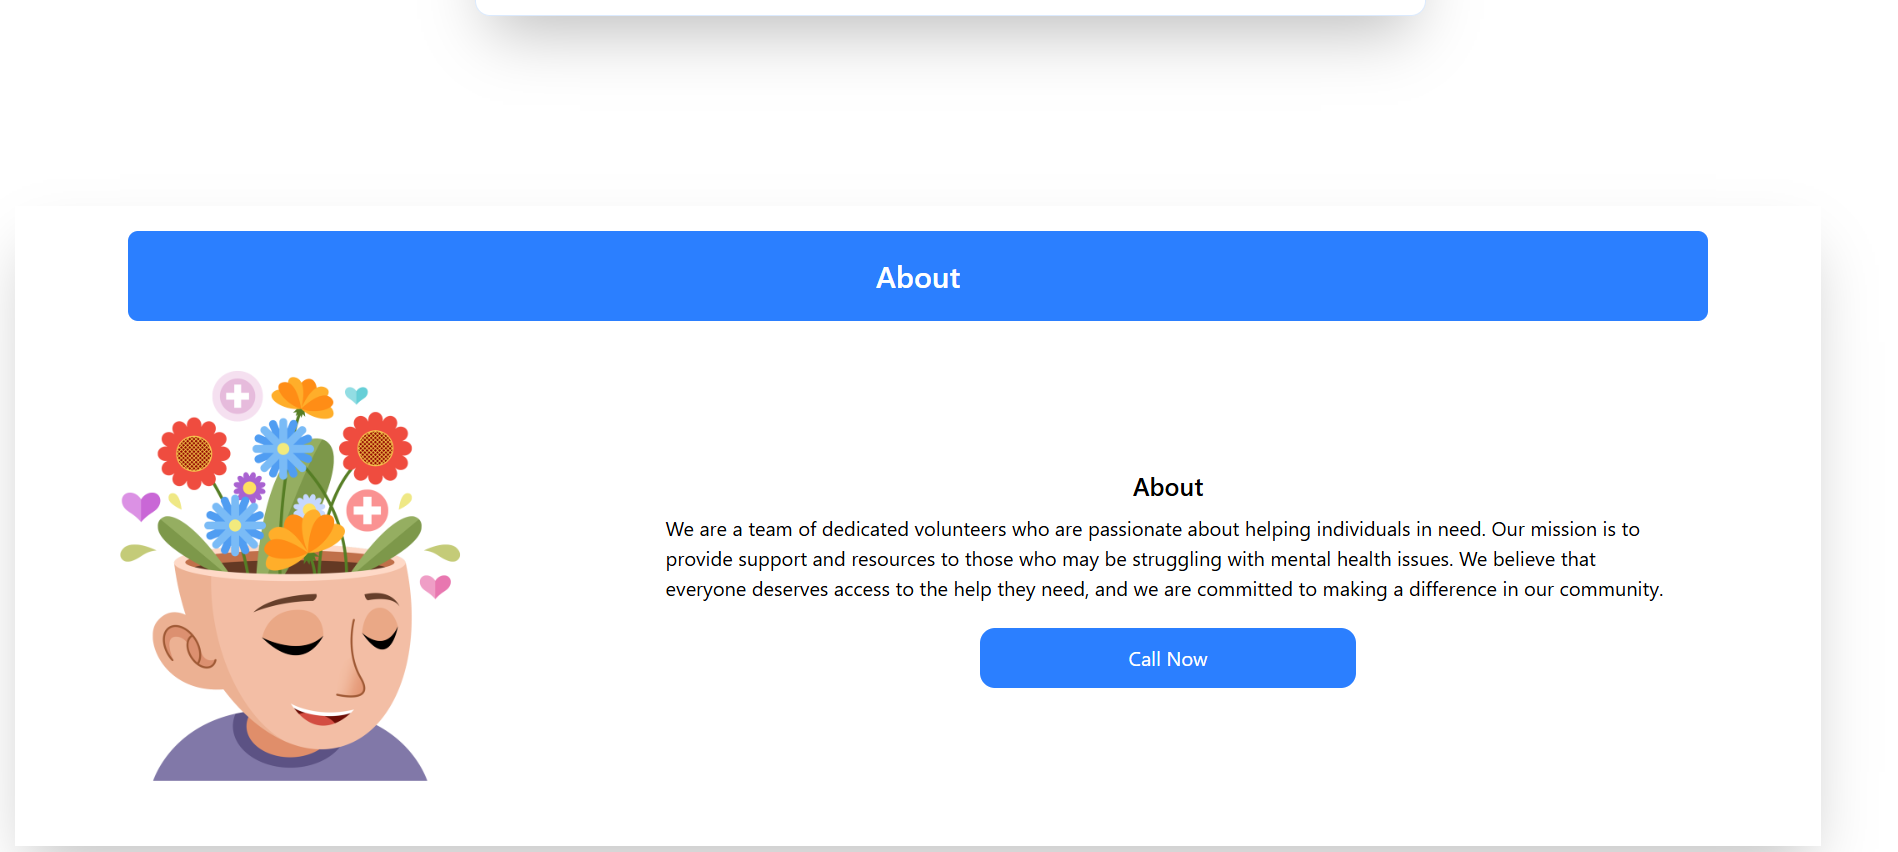 About
About
We are a team of dedicated volunteers who are passionate about helping individuals in need. Our mission is to
provide support and resources to those who may be struggling with mental health issues. We believe that
everyone deserves access to the help they need, and we are committed to making a difference in our community.
Call Now